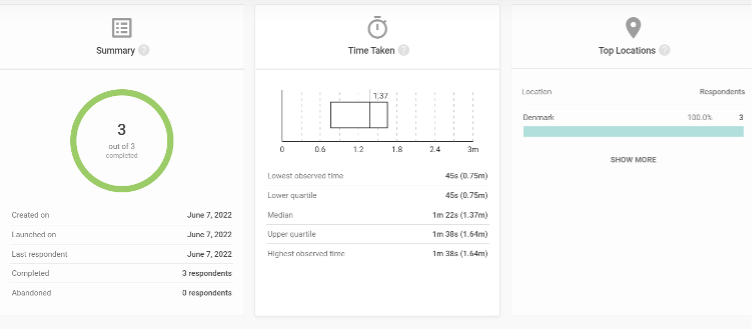 Summary ?
3
out of 3
completed
Created on June 7, 2022
Launched on June 7, 2022
Last respondent June 7, 2022
Completed 3 respondents
Abandoned 0 respondents
Time Taken ?
1.37
0 0.6 1.2 1.8 2.4 3m
Lowest observed time 45s (0.75m)
Lower quartile 45s (0.75m)
Median 1m 22s (1.37m)
Upper quartile 1m 38s (1.64m)
Highest observed time 1m 38s (1.64m)
Top Locations ?
Location Respondents
Denmark 100.0% 3
SHOW MORE